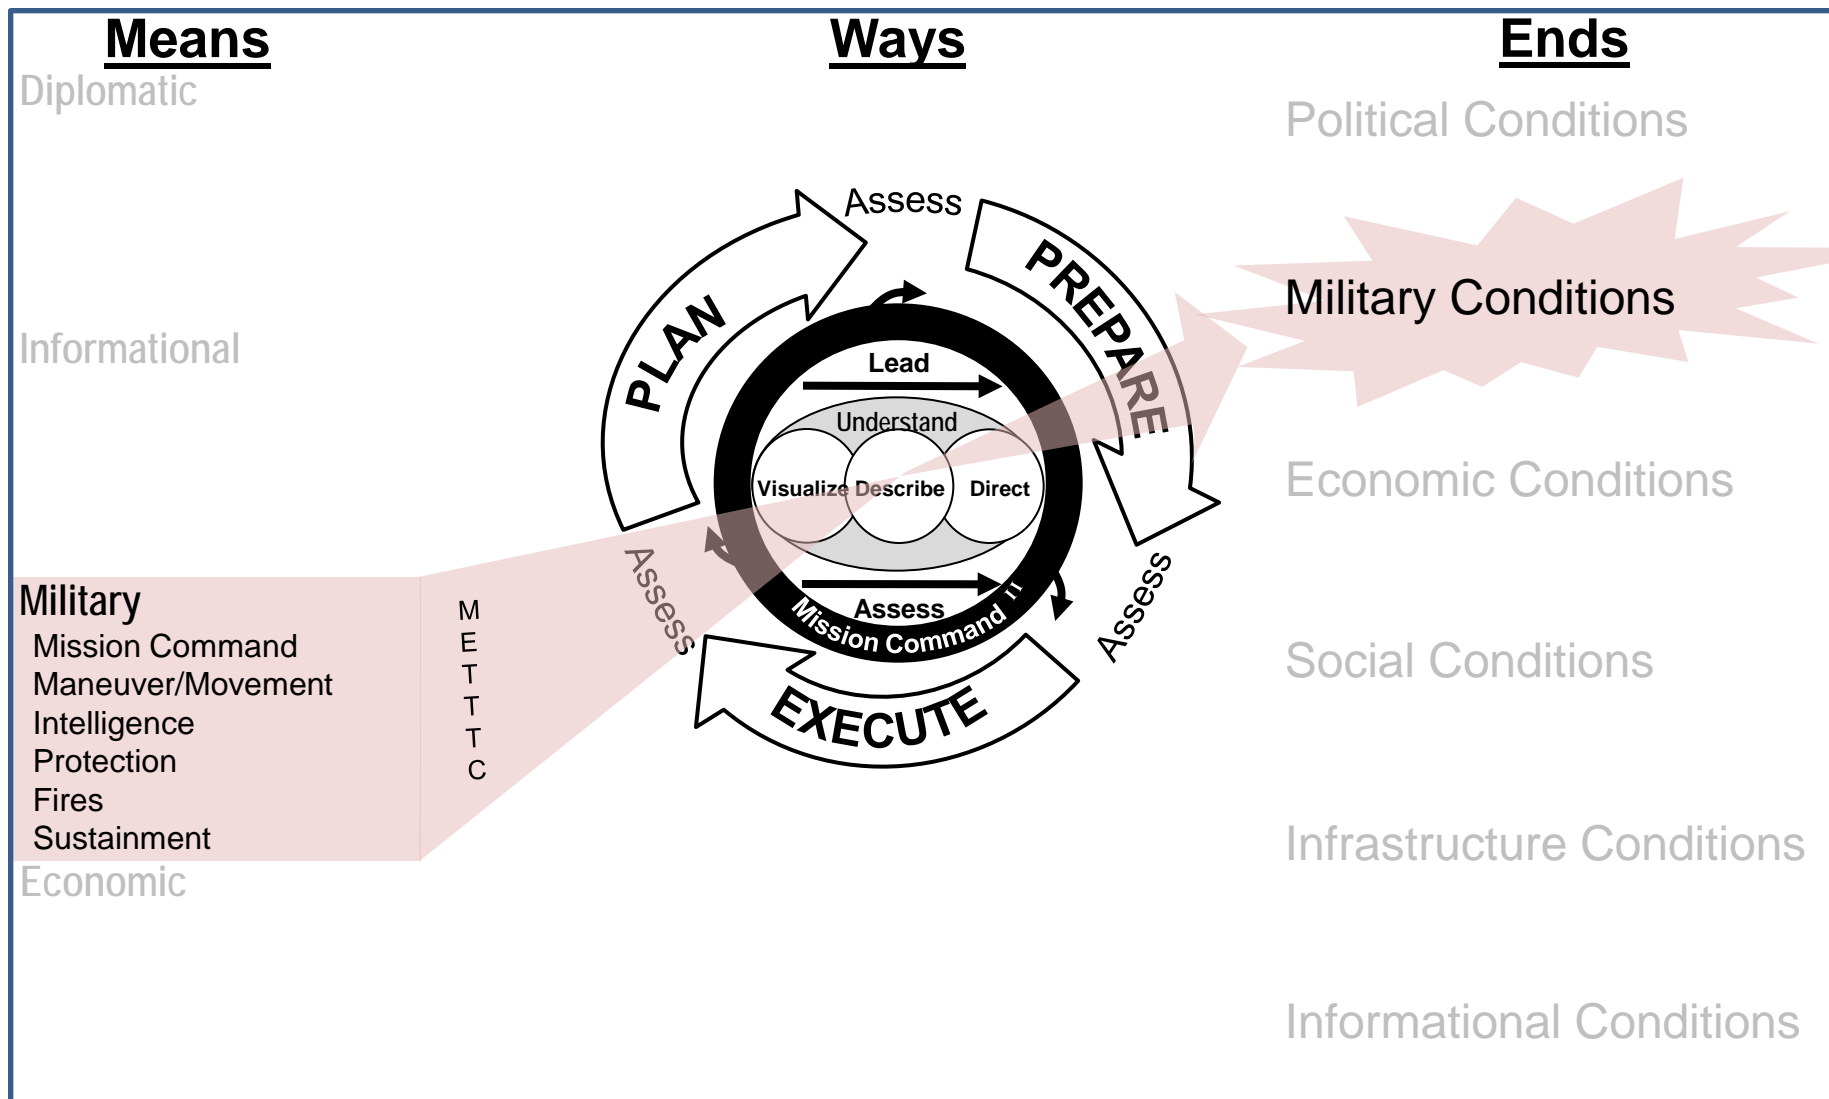 Means
Ways
Ends
Diplomatic
Informational
Military
Mission Command
Maneuver/Movement
Intelligence
Protection
Fires
Sustainment
Economic
M
E
T
T
T
C
Assess
PLAN
PREPARE
Lead
Understand
Visualize
Describe
Direct
Assess
Mission Command II
Assess
Assess
EXECUTE
Political Conditions
Military Conditions
Economic Conditions
Social Conditions
Infrastructure Conditions
Informational Conditions